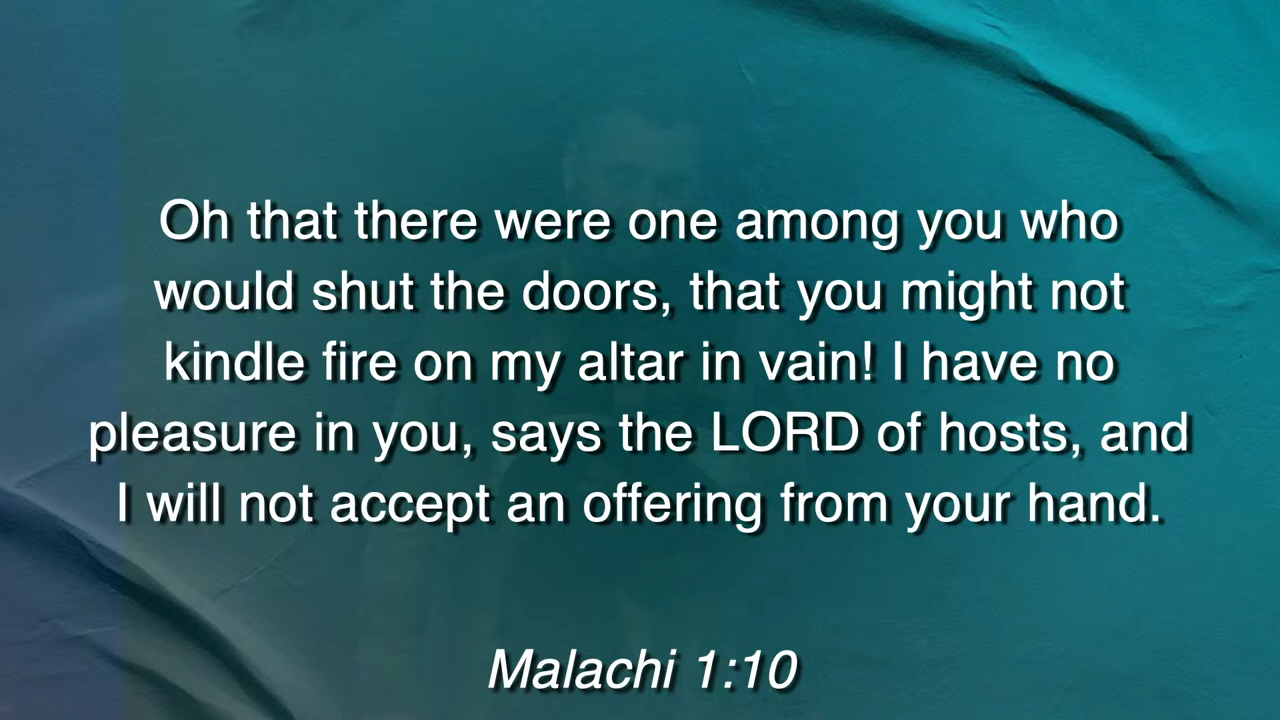 Oh that there were one among you who
would shut the doors, that you might not
kindle fire on my altar in vain! I have no
pleasure in you, says the LORD of hosts, and
I will not accept an offering from your hand.
Malachi 1:10